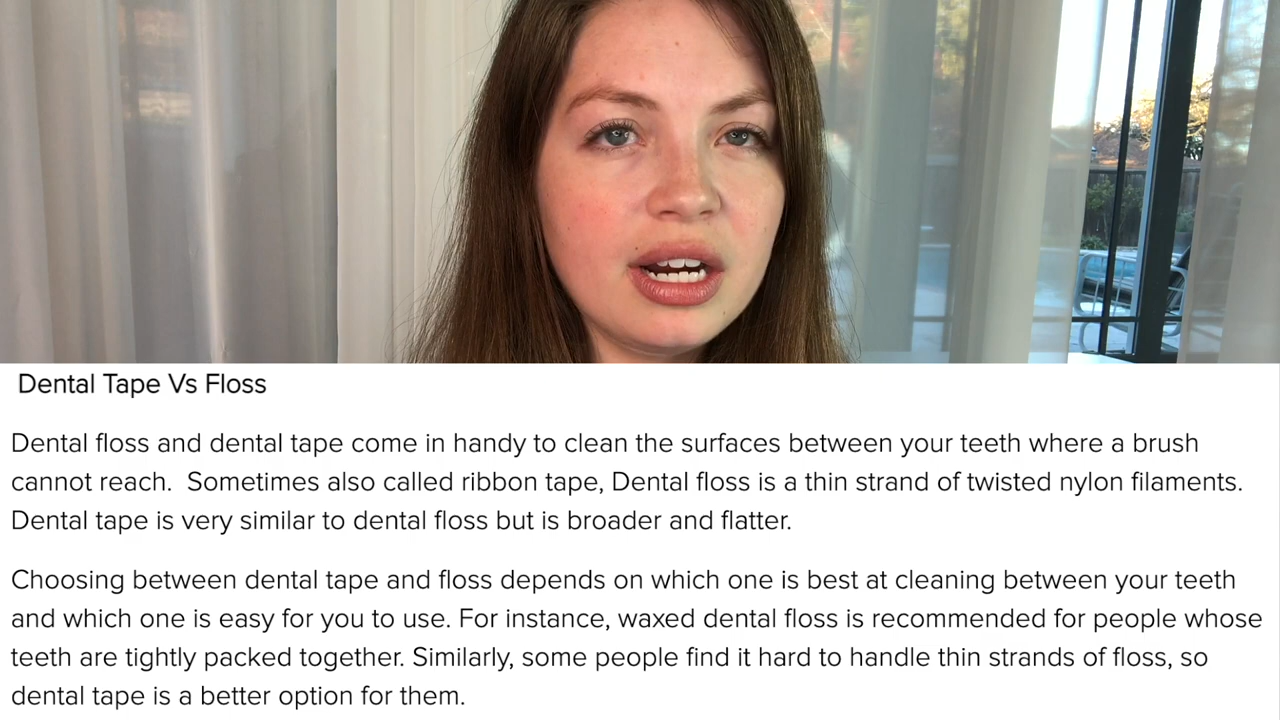 Dental Tape Vs Floss
Dental floss and dental tape come in handy to clean the surfaces between your teeth where a brush
cannot reach.  Sometimes also called ribbon tape, Dental floss is a thin strand of twisted nylon filaments.
Dental tape is very similar to dental floss but is broader and flatter.
Choosing between dental tape and floss depends on which one is best at cleaning between your teeth
and which one is easy for you to use. For instance, waxed dental floss is recommended for people whose
teeth are tightly packed together. Similarly, some people find it hard to handle thin strands of floss, so
dental tape is a better option for them.